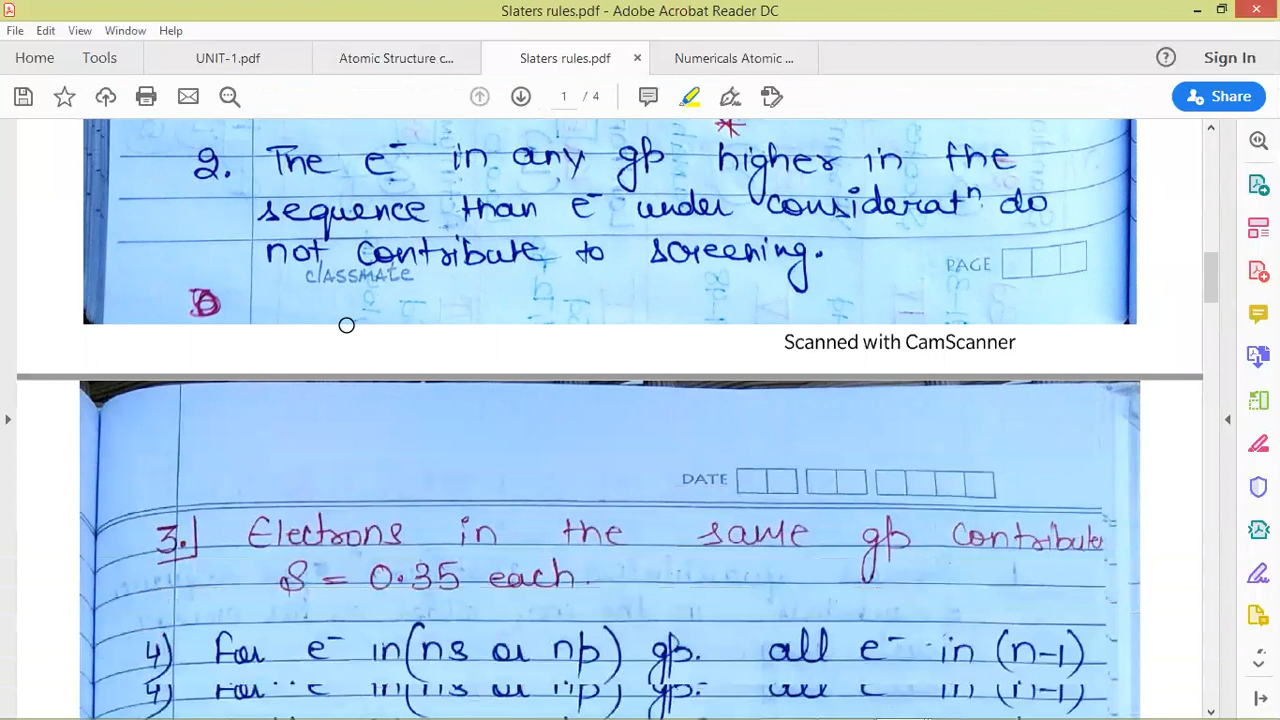 Slaters rules.pdf - Adobe Acrobat Reader DC
File Edit View Window Help
Home Tools UNIT-1.pdf Atomic Structure c... Slaters rules.pdf × Numericals Atomic ... Sign In
1 / 4 Share
2. The e⁻ in any gp higher in the
sequence than e⁻ under consideratⁿ do
not contribute to screening.
classmate
PAGE
Scanned with CamScanner
DATE
3.] Electrons in the same gp contributes
S = 0.35 each.
4) For e⁻ in (ns or np) gp. all e⁻ in (n-1)